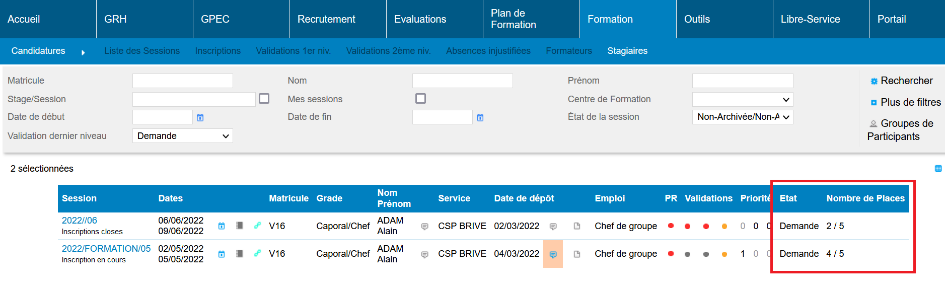 Accueil GRH GPEC Recrutement Evaluations Plan de Formation Formation Outils Libre-Service Portail
Candidatures Liste des Sessions Inscriptions Validations 1er niv. Validations 2ème niv. Absences injustifiées Formateurs Stagiaires
Matricule Nom Prénom Rechercher
Stage/Session Mes sessions Centre de Formation Plus de filtres
Date de début Date de fin État de la session Non-Archivée/Non-A Groupes de Participants
Validation dernier niveau Demande
2 sélectionnées
Session Dates Matricule Grade Nom Prénom Service Date de dépôt Emploi PR Validations Priorité Etat Nombre de Places
2022//06 06/06/2022 V16 Caporal/Chef ADAM CSP BRIVE 02/03/2022 Chef de groupe 0 0 0 Demande 2 / 5
Inscriptions closes 09/06/2022 Alain
2022/FORMATION/05 02/05/2022 V16 Caporal/Chef ADAM CSP BRIVE 04/03/2022 Chef de groupe 1 0 0 Demande 4 / 5
Inscription en cours 05/05/2022 Alain